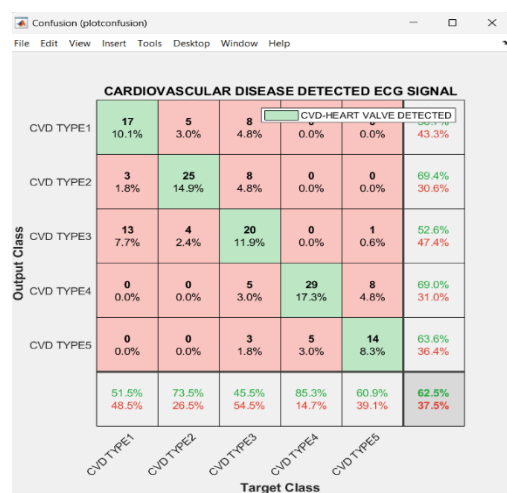 Confusion (plotconfusion)
File Edit View Insert Tools Desktop Window Help
CARDIOVASCULAR DISEASE DETECTED ECG SIGNAL
CVD-HEART VALVE DETECTED
CVD TYPE1
17 5 8
10.1% 3.0% 4.8% 0.0% 0.0% 43.3%
CVD TYPE2
3 25 8 0 0 69.4%
1.8% 14.9% 4.8% 0.0% 0.0% 30.6%
CVD TYPE3
13 4 20 0 1 52.6%
7.7% 2.4% 11.9% 0.0% 0.6% 47.4%
CVD TYPE4
0 0 5 29 8 69.0%
0.0% 0.0% 3.0% 17.3% 4.8% 31.0%
CVD TYPE5
0 0 3 5 14 63.6%
0.0% 0.0% 1.8% 3.0% 8.3% 36.4%
51.5% 73.5% 45.5% 85.3% 60.9% 62.5%
48.5% 26.5% 54.5% 14.7% 39.1% 37.5%
Output Class
CVD TYPE1 CVD TYPE2 CVD TYPE3 CVD TYPE4 CVD TYPE5
Target Class